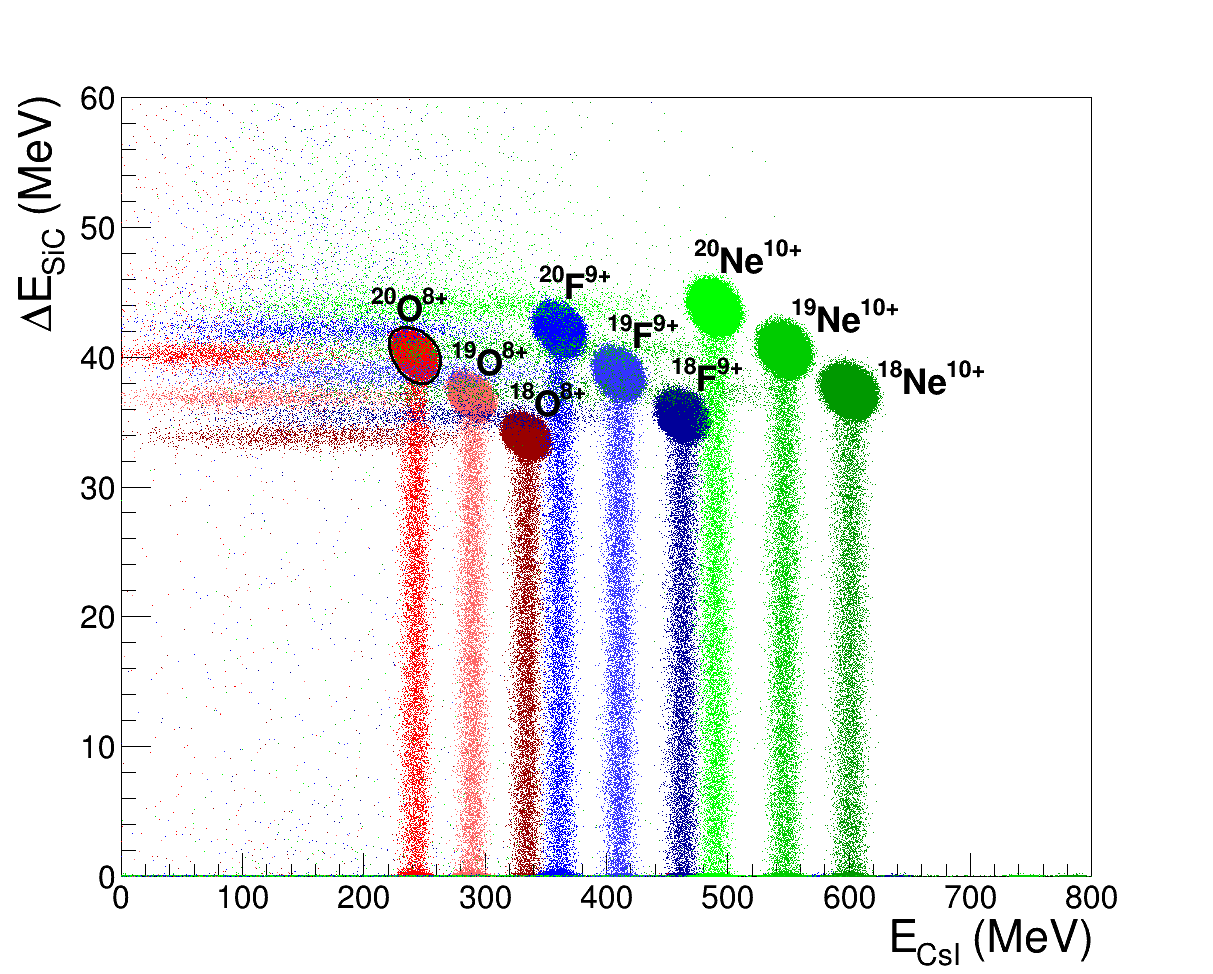 ΔE_SiC (MeV)
60
50
40
30
20
10
0
²⁰Ne¹⁰⁺
²⁰F⁹⁺
²⁰O⁸⁺
¹⁹Ne¹⁰⁺
¹⁹F⁹⁺
¹⁹O⁸⁺
¹⁸F⁹⁺
¹⁸Ne¹⁰⁺
¹⁸O⁸⁺
0 100 200 300 400 500 600 700 800
E_CsI (MeV)